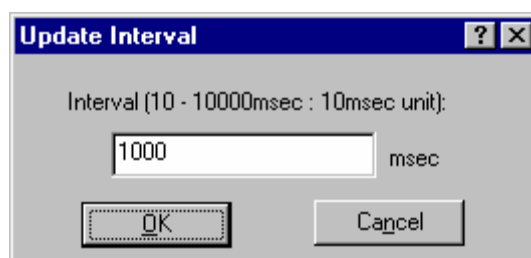 Update Interval
Interval (10 - 10000msec : 10msec unit):
1000 msec
OK Cancel